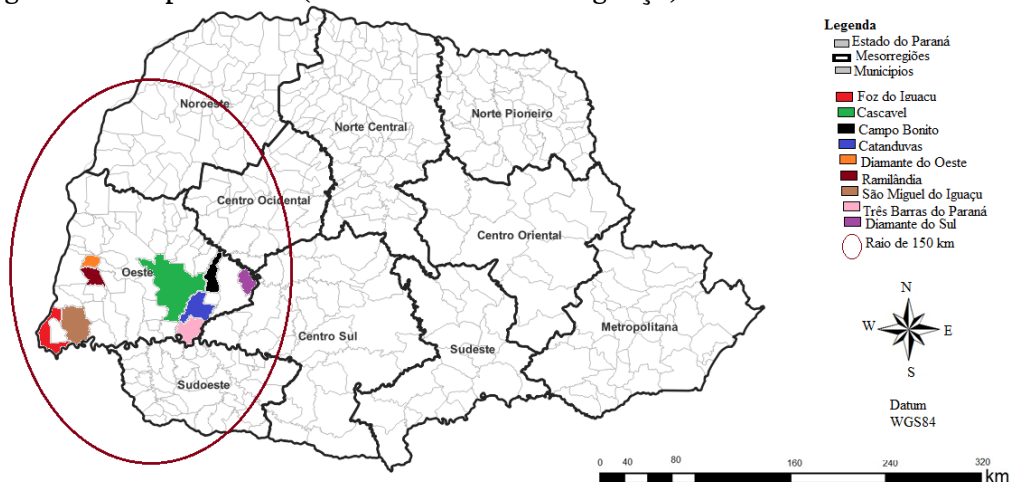 Legenda
Estado do Paraná
Mesorregiões
Municípios
Foz do Iguacu
Cascavel
Campo Bonito
Catanduvas
Diamante do Oeste
Ramilândia
São Miguel do Iguaçu
Três Barras do Paraná
Diamante do Sul
Raio de 150 km
Noroeste
Norte Central
Norte Pioneiro
Centro Ocidental
Centro Oriental
Oeste
Centro Sul
Sudeste
Metropolitana
Sudoeste
N
W
E
S
Datum
WGS84
0 40 80 160 240 320
km